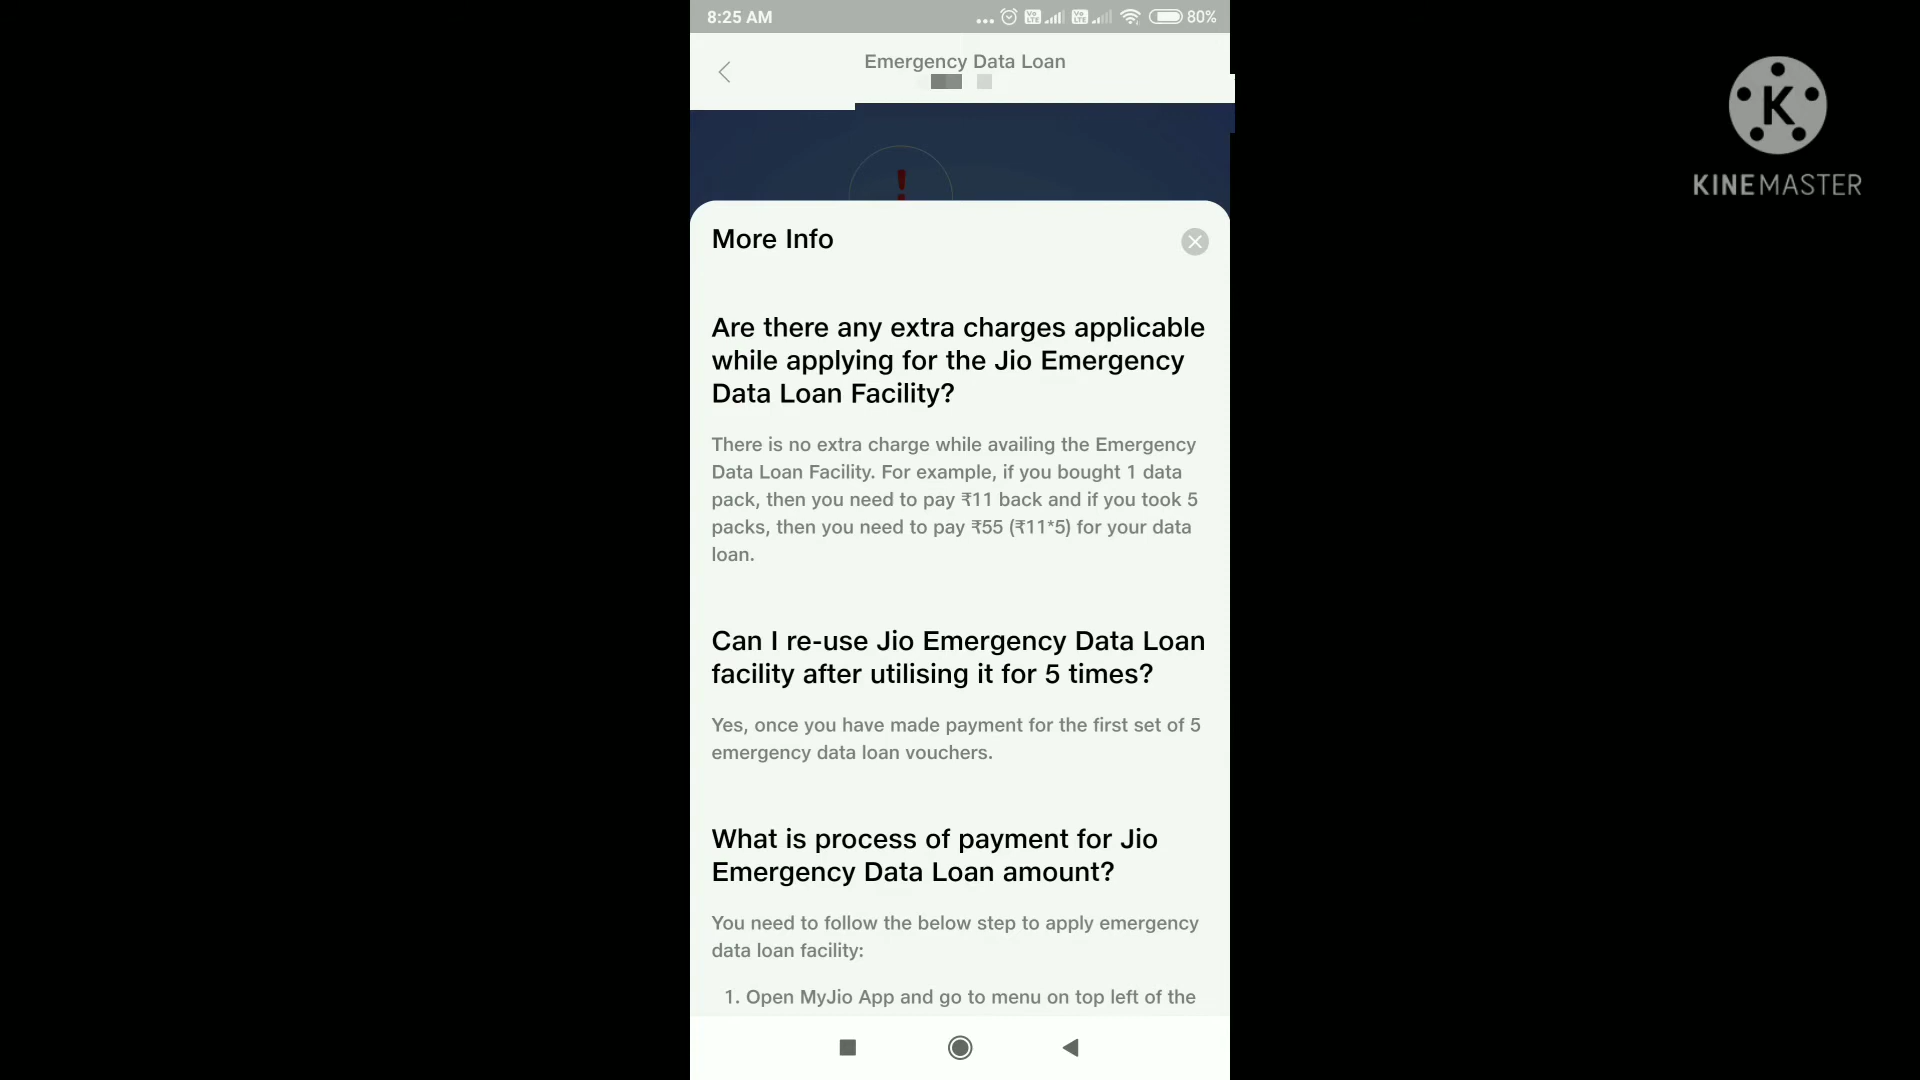 8:25 AM
80%
Emergency Data Loan
K
KINEMASTER
!
More Info
Are there any extra charges applicable
while applying for the Jio Emergency
Data Loan Facility?
There is no extra charge while availing the Emergency
Data Loan Facility. For example, if you bought 1 data
pack, then you need to pay ₹11 back and if you took 5
packs, then you need to pay ₹55 (₹11*5) for your data
loan.
Can I re-use Jio Emergency Data Loan
facility after utilising it for 5 times?
Yes, once you have made payment for the first set of 5
emergency data loan vouchers.
What is process of payment for Jio
Emergency Data Loan amount?
You need to follow the below step to apply emergency
data loan facility:
1. Open MyJio App and go to menu on top left of the